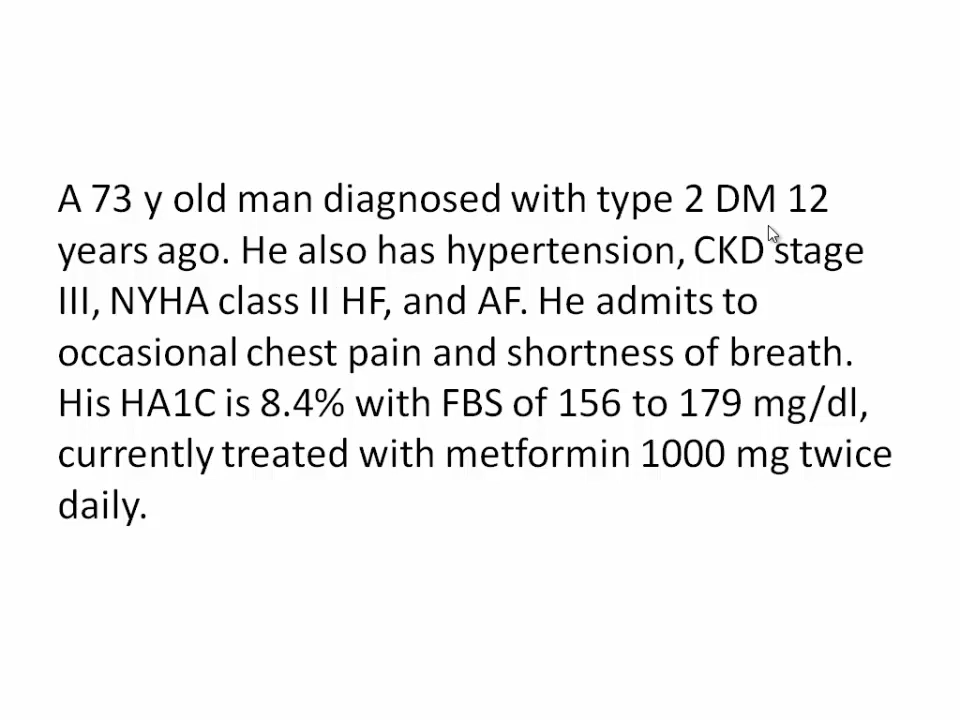 A 73 y old man diagnosed with type 2 DM 12
years ago. He also has hypertension, CKD stage
III, NYHA class II HF, and AF. He admits to
occasional chest pain and shortness of breath.
His HA1C is 8.4% with FBS of 156 to 179 mg/dl,
currently treated with metformin 1000 mg twice
daily.